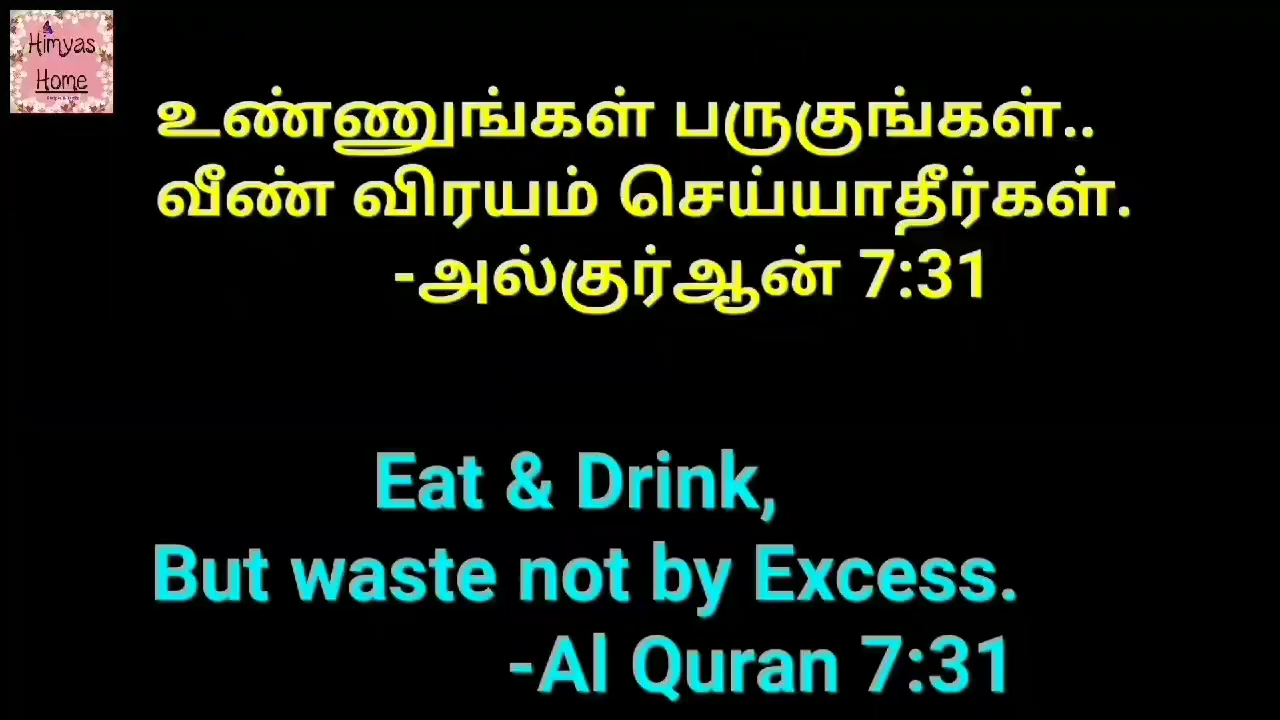 Himyas
Home
உண்ணுங்கள் பருகுங்கள்..
வீண் விரயம் செய்யாதீர்கள்.
-அல்குர்ஆன் 7:31
Eat & Drink,
But waste not by Excess.
-Al Quran 7:31